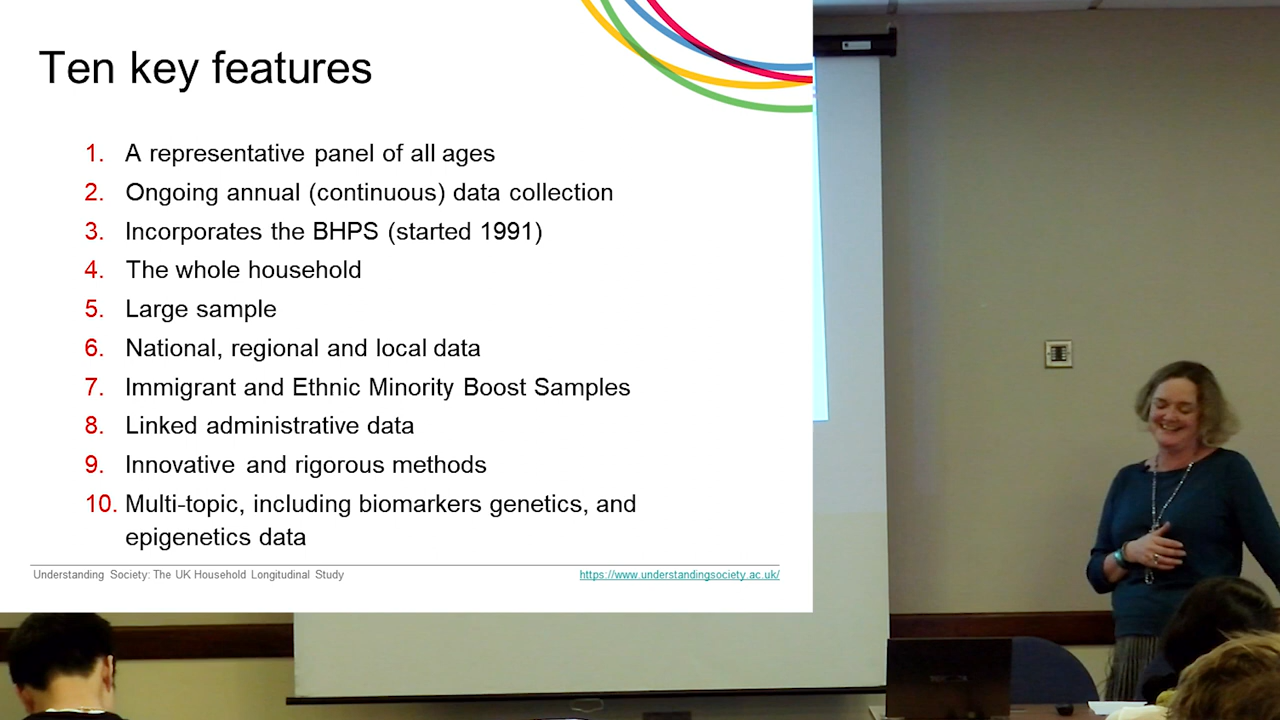 Ten key features
1. A representative panel of all ages
2. Ongoing annual (continuous) data collection
3. Incorporates the BHPS (started 1991)
4. The whole household
5. Large sample
6. National, regional and local data
7. Immigrant and Ethnic Minority Boost Samples
8. Linked administrative data
9. Innovative and rigorous methods
10. Multi-topic, including biomarkers genetics, and
epigenetics data
Understanding Society: The UK Household Longitudinal Study https://www.understandingsociety.ac.uk/